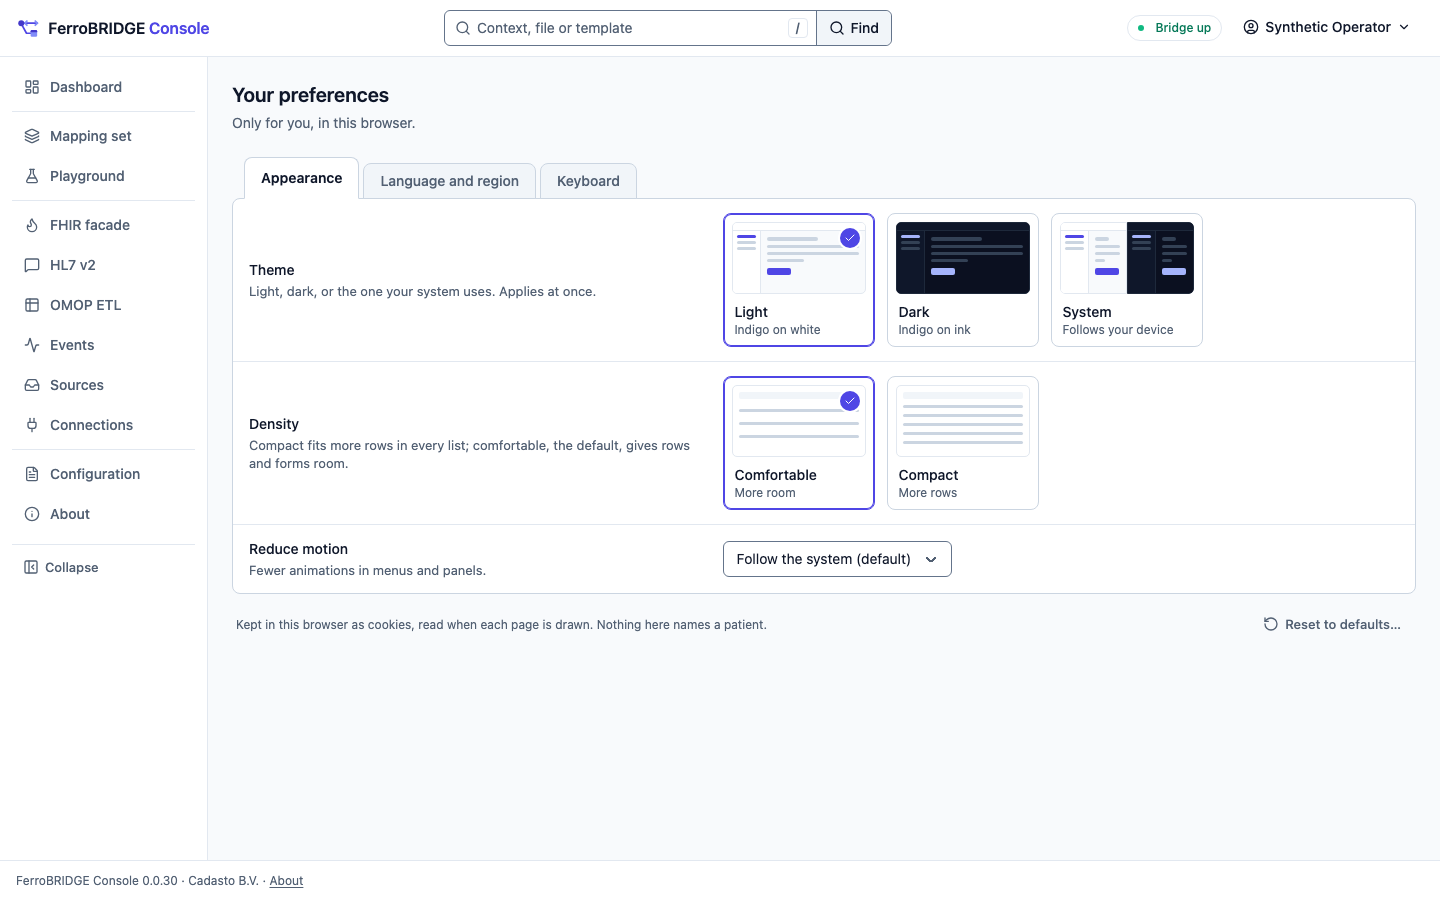 FerroBRIDGE Console
Context, file or template
/
Find
Bridge up
Synthetic Operator
Dashboard
Mapping set
Playground
FHIR facade
HL7 v2
OMOP ETL
Events
Sources
Connections
Configuration
About
Collapse
Your preferences
Only for you, in this browser.
Appearance
Language and region
Keyboard
Theme
Light, dark, or the one your system uses. Applies at once.
Light
Indigo on white
Dark
Indigo on ink
System
Follows your device
Density
Compact fits more rows in every list; comfortable, the default, gives rows
and forms room.
Comfortable
More room
Compact
More rows
Reduce motion
Fewer animations in menus and panels.
Follow the system (default)
Kept in this browser as cookies, read when each page is drawn. Nothing here names a patient.
Reset to defaults...
FerroBRIDGE Console 0.0.30 · Cadasto B.V. · About